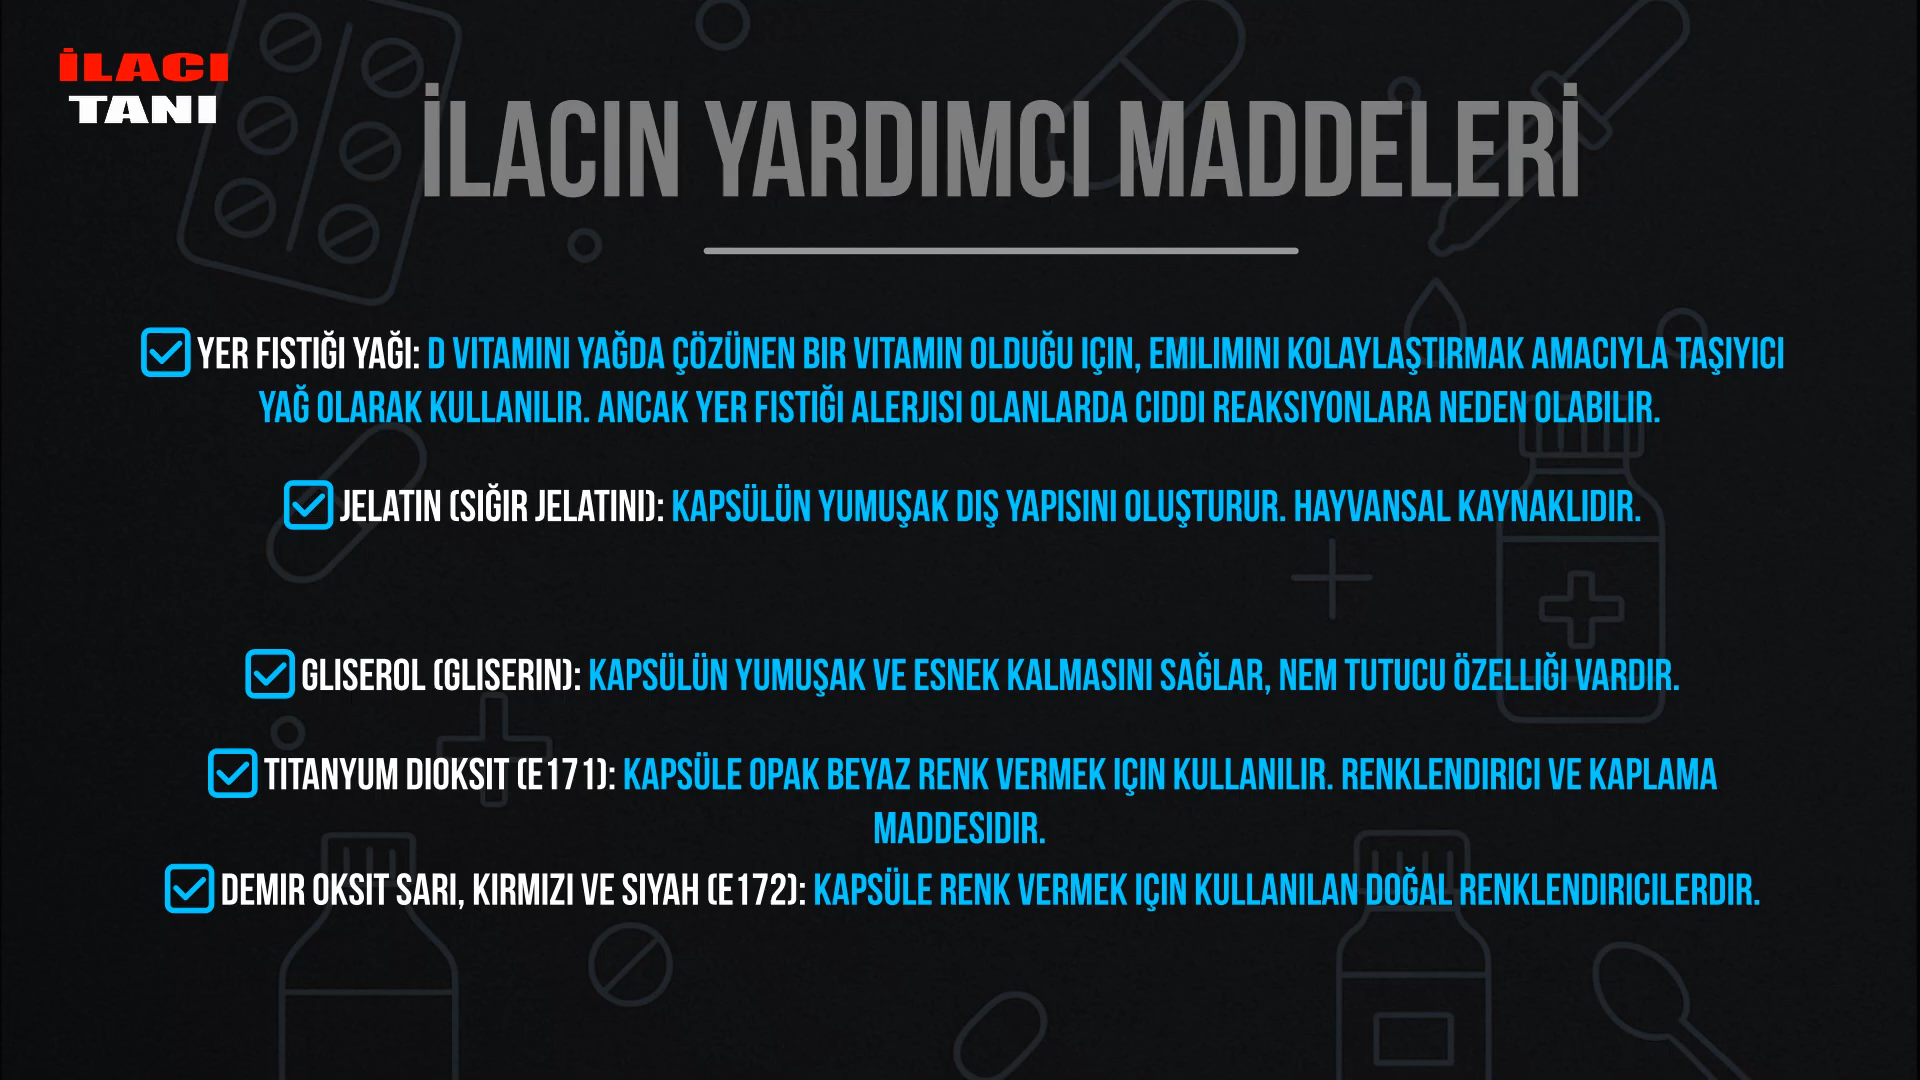 İLACI
TANI
İLACIN YARDIMCI MADDELERİ
YER FISTIĞI YAĞI: D VITAMINI YAĞDA ÇÖZÜNEN BIR VITAMIN OLDUĞU IÇIN, EMILIMINI KOLAYLAŞTIRMAK AMACIYLA TAŞIYICI
YAĞ OLARAK KULLANILIR. ANCAK YER FISTIĞI ALERJISI OLANLARDA CIDDI REAKSIYONLARA NEDEN OLABILIR.
JELATIN (SIĞIR JELATINI): KAPSÜLÜN YUMUŞAK DIŞ YAPISINI OLUŞTURUR. HAYVANSAL KAYNAKLIDIR.
GLISEROL (GLISERIN): KAPSÜLÜN YUMUŞAK VE ESNEK KALMASINI SAĞLAR, NEM TUTUCU ÖZELLIĞI VARDIR.
TITANYUM DIOKSIT (E171): KAPSÜLE OPAK BEYAZ RENK VERMEK IÇIN KULLANILIR. RENKLENDIRICI VE KAPLAMA
MADDESIDIR.
DEMIR OKSIT SARI, KIRMIZI VE SIYAH (E172): KAPSÜLE RENK VERMEK IÇIN KULLANILAN DOĞAL RENKLENDIRICILERDIR.